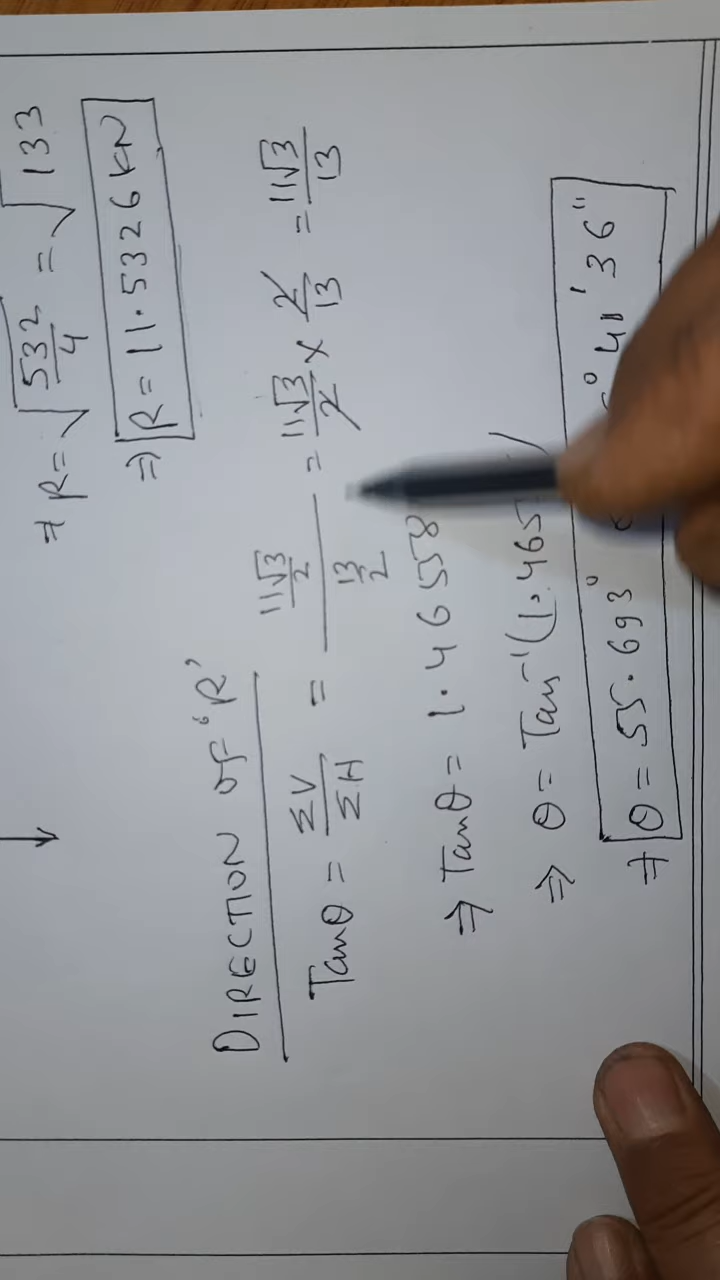 ⇒ R = √(532/4) = √133
⇒ R = 11.5326 KN
DIRECTION OF 'R'
Tanθ = ΣV/ΣH = (11√3/2)/(13/2) = 11√3/2 × 2/13 = 11√3/13
⇒ Tanθ = 1.46558
⇒ θ = Tan⁻¹(1.465
⇒ θ = 55.693° ° 41' 36"